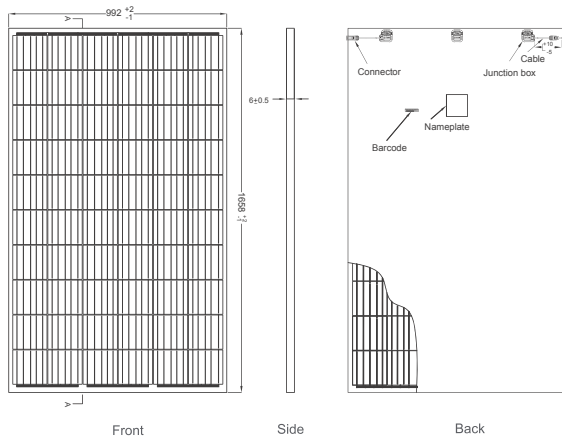 992 +2 -1
A
Connector
Cable
Junction box
+10
-5
6±0.5
Nameplate
Barcode
1658 +2 -1
A
Front
Side
Back